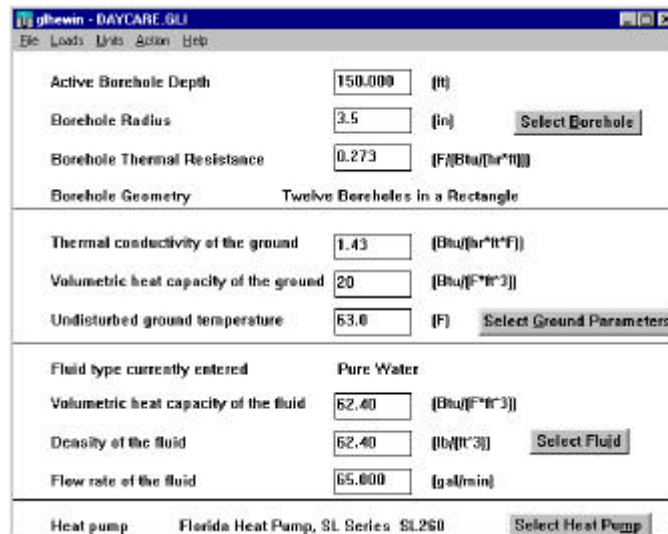 glhewin - DAYCARE.GLI
File Loads Units Action Help
Active Borehole Depth 150.000 (ft)
Borehole Radius 3.5 (in) Select Borehole
Borehole Thermal Resistance 0.273 (F/(Btu/(hr*ft)))
Borehole Geometry Twelve Boreholes in a Rectangle
Thermal conductivity of the ground 1.43 (Btu/(hr*ft*F))
Volumetric heat capacity of the ground 20 (Btu/(F*ft^3))
Undisturbed ground temperature 63.0 (F) Select Ground Parameters
Fluid type currently entered Pure Water
Volumetric heat capacity of the fluid 62.40 (Btu/(F*ft^3))
Density of the fluid 62.40 (lb/(ft^3)) Select Fluid
Flow rate of the fluid 65.000 (gal/min)
Heat pump Florida Heat Pump, SL Series SL260 Select Heat Pump